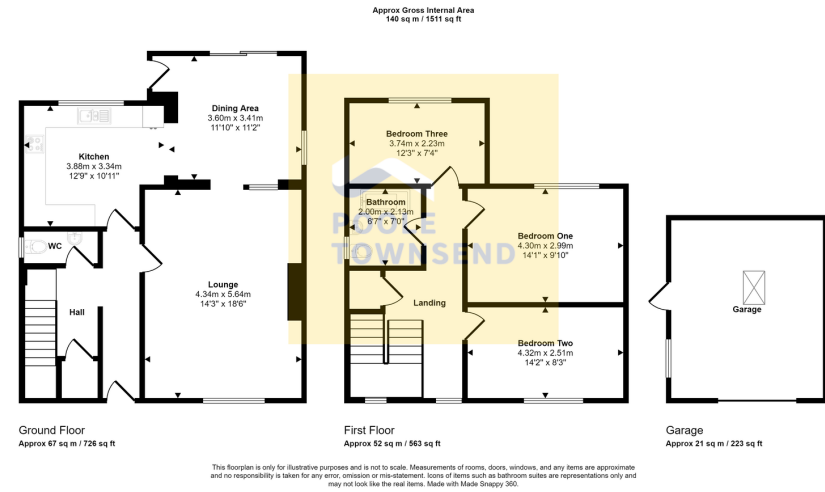 Approx Gross Internal Area
140 sq m / 1511 sq ft
Dining Area
3.60m x 3.41m
11'10" x 11'2"
Kitchen
3.88m x 3.34m
12'9" x 10'11"
WC
Hall
Lounge
4.34m x 5.64m
14'3" x 18'6"
Bedroom Three
3.74m x 2.23m
12'3" x 7'4"
Bathroom
2.00m x 2.13m
6'7" x 7'0"
POOLE
TOWNSEND
Bedroom One
4.30m x 2.99m
14'1" x 9'10"
Landing
Bedroom Two
4.32m x 2.51m
14'2" x 8'3"
Garage
Ground Floor
Approx 67 sq m / 726 sq ft
First Floor
Approx 52 sq m / 563 sq ft
Garage
Approx 21 sq m / 223 sq ft
This floorplan is only for illustrative purposes and is not to scale. Measurements of rooms, doors, windows, and any items are approximate
and no responsibility is taken for any error, omission or mis-statement. Icons of items such as bathroom suites are representations only and
may not look like the real items. Made with Made Snappy 360.